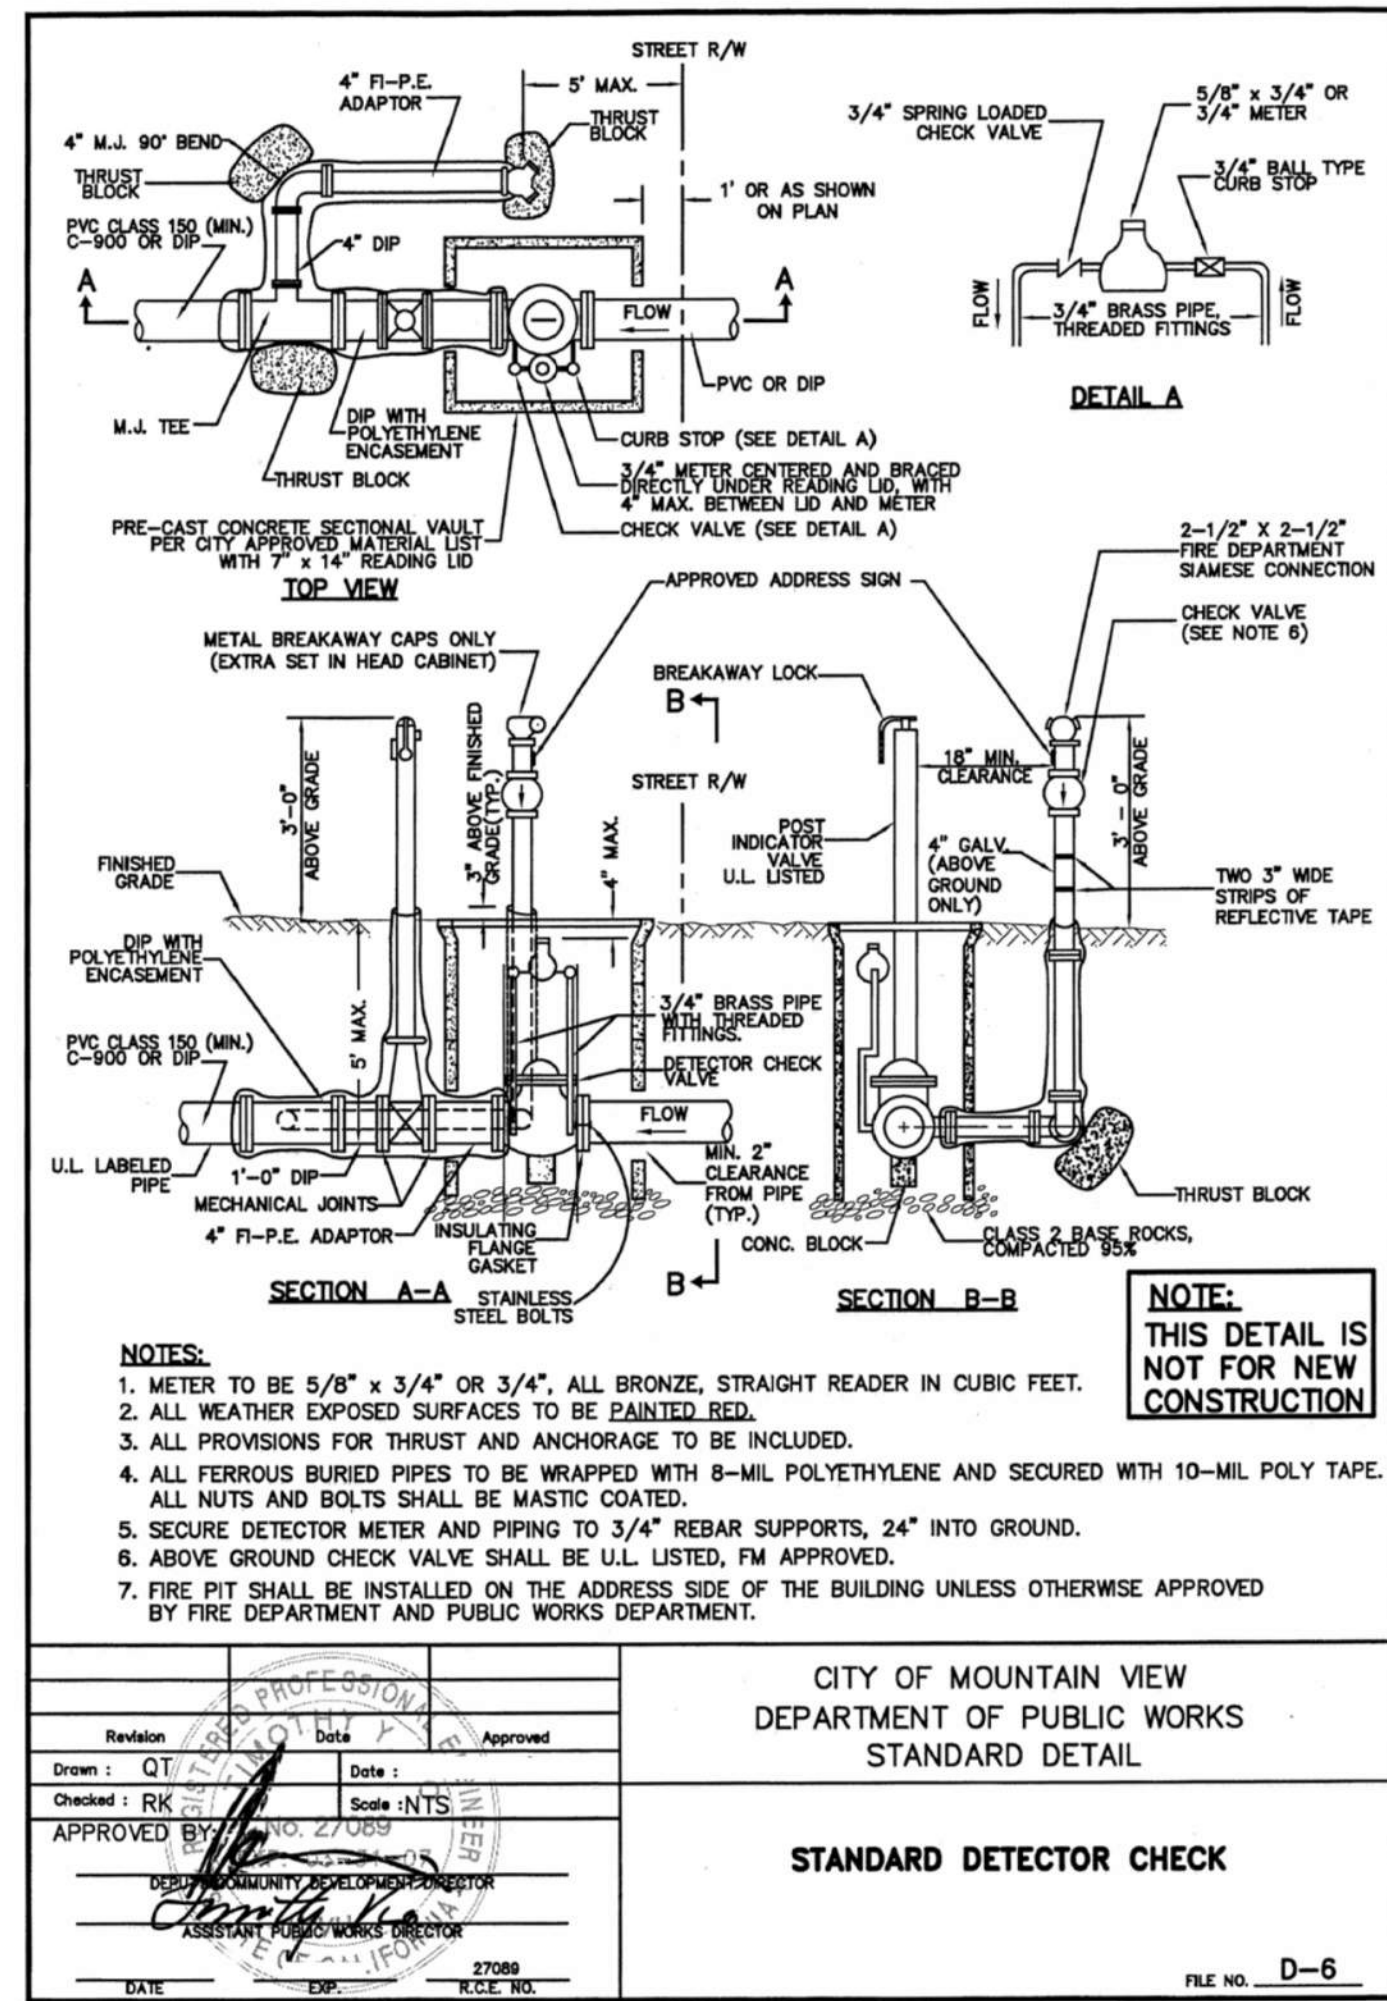 STREET R/W
4" FI-P.E.
ADAPTOR
5' MAX.
THRUST
BLOCK
4" M.J. 90° BEND
THRUST
BLOCK
1' OR AS SHOWN
ON PLAN
PVC CLASS 150 (MIN.)
C-900 OR DIP
4" DIP
A
A
FLOW
PVC OR DIP
M.J. TEE
DIP WITH
POLYETHYLENE
ENCASEMENT
THRUST BLOCK
CURB STOP (SEE DETAIL A)
3/4" METER CENTERED AND BRACED
DIRECTLY UNDER READING LID, WITH
4" MAX. BETWEEN LID AND METER
CHECK VALVE (SEE DETAIL A)
PRE-CAST CONCRETE SECTIONAL VAULT
PER CITY APPROVED MATERIAL LIST
WITH 7" x 14" READING LID
TOP VIEW
3/4" SPRING LOADED
CHECK VALVE
5/8" x 3/4" OR
3/4" METER
3/4" BALL TYPE
CURB STOP
FLOW
3/4" BRASS PIPE,
THREADED FITTINGS
FLOW
DETAIL A
2-1/2" X 2-1/2"
FIRE DEPARTMENT
SIAMESE CONNECTION
APPROVED ADDRESS SIGN
CHECK VALVE
(SEE NOTE 6)
METAL BREAKAWAY CAPS ONLY
(EXTRA SET IN HEAD CABINET)
BREAKAWAY LOCK
B
3'-0"
ABOVE GRADE
3" ABOVE FINISHED
GRADE(TYP.)
STREET R/W
4" MAX.
18" MIN.
CLEARANCE
3'-0"
ABOVE GRADE
POST
INDICATOR
VALVE
U.L. LISTED
4" GALV.
(ABOVE
GROUND
ONLY)
TWO 3" WIDE
STRIPS OF
REFLECTIVE TAPE
FINISHED
GRADE
DIP WITH
POLYETHYLENE
ENCASEMENT
5' MAX.
PVC CLASS 150 (MIN.)
C-900 OR DIP
3/4" BRASS PIPE
WITH THREADED
FITTINGS.
DETECTOR CHECK
VALVE
FLOW
U.L. LABELED
PIPE
1'-0" DIP
MECHANICAL JOINTS
4" FI-P.E. ADAPTOR
INSULATING
FLANGE
GASKET
STAINLESS
STEEL BOLTS
MIN. 2"
CLEARANCE
FROM PIPE
(TYP.)
CONC. BLOCK
THRUST BLOCK
CLASS 2 BASE ROCKS,
COMPACTED 95%
B
SECTION A-A
SECTION B-B
NOTE:
THIS DETAIL IS
NOT FOR NEW
CONSTRUCTION
NOTES:
1. METER TO BE 5/8" x 3/4" OR 3/4", ALL BRONZE, STRAIGHT READER IN CUBIC FEET.
2. ALL WEATHER EXPOSED SURFACES TO BE PAINTED RED.
3. ALL PROVISIONS FOR THRUST AND ANCHORAGE TO BE INCLUDED.
4. ALL FERROUS BURIED PIPES TO BE WRAPPED WITH 8-MIL POLYETHYLENE AND SECURED WITH 10-MIL POLY TAPE.
ALL NUTS AND BOLTS SHALL BE MASTIC COATED.
5. SECURE DETECTOR METER AND PIPING TO 3/4" REBAR SUPPORTS, 24" INTO GROUND.
6. ABOVE GROUND CHECK VALVE SHALL BE U.L. LISTED, FM APPROVED.
7. FIRE PIT SHALL BE INSTALLED ON THE ADDRESS SIDE OF THE BUILDING UNLESS OTHERWISE APPROVED
BY FIRE DEPARTMENT AND PUBLIC WORKS DEPARTMENT.
Revision Date Approved
Drawn : QT Date :
Checked : RK Scale : NTS
APPROVED BY:
DEPUTY COMMUNITY DEVELOPMENT DIRECTOR
ASSISTANT PUBLIC WORKS DIRECTOR
27089
DATE EXP. R.C.E. NO.
REGISTERED PROFESSIONAL
TIMOTHY Y
No. 27089
CITY OF MOUNTAIN VIEW
DEPARTMENT OF PUBLIC WORKS
STANDARD DETAIL
STANDARD DETECTOR CHECK
FILE NO. D-6